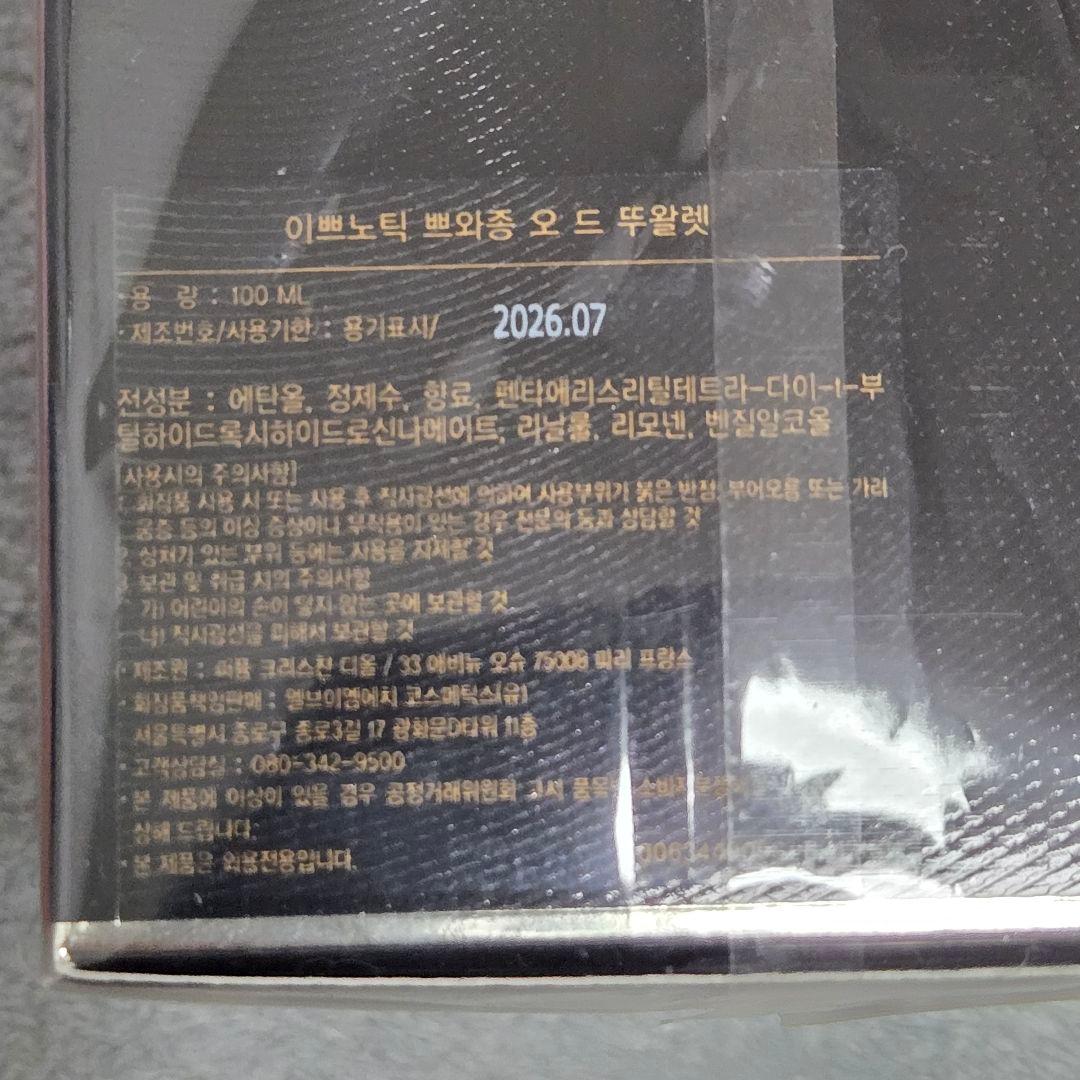 이쁘노틱 쁘와종 오 드 뚜왈렛
· 용 량 : 100 ML
· 제조번호/사용기한 : 용기표시/ 2026.07
전성분 : 에탄올, 정제수, 향료, 펜타에리스리틸테트라-다이-t-부
틸하이드록시하이드로신나메이트, 리날룰, 리모넨, 벤질알코올
[사용시의 주의사항]
1. 화장품 사용 시 또는 사용 후 직사광선에 의하여 사용부위가 붉은 반점, 부어오름 또는 가려
움증 등의 이상 증상이나 부작용이 있는 경우 전문의 등과 상담할 것
2. 상처가 있는 부위 등에는 사용을 자제할 것
3. 보관 및 취급 시의 주의사항
가) 어린이의 손이 닿지 않는 곳에 보관할 것
나) 직사광선을 피해서 보관할 것
· 제조원 : 퍼퓸 크리스챤 디올 / 33 애비뉴 오슈 75008 파리 프랑스
· 화장품책임판매 : 엘브이엠에치 코스메틱스(유)
서울특별시 종로구 종로3길 17 광화문D타워 11층
· 고객상담실 : 080-342-9500
· 본 제품에 이상이 있을 경우 공정거래위원회 고시 품목별 소비자
상해 드립니다.
· 본 제품은 외용전용입니다.